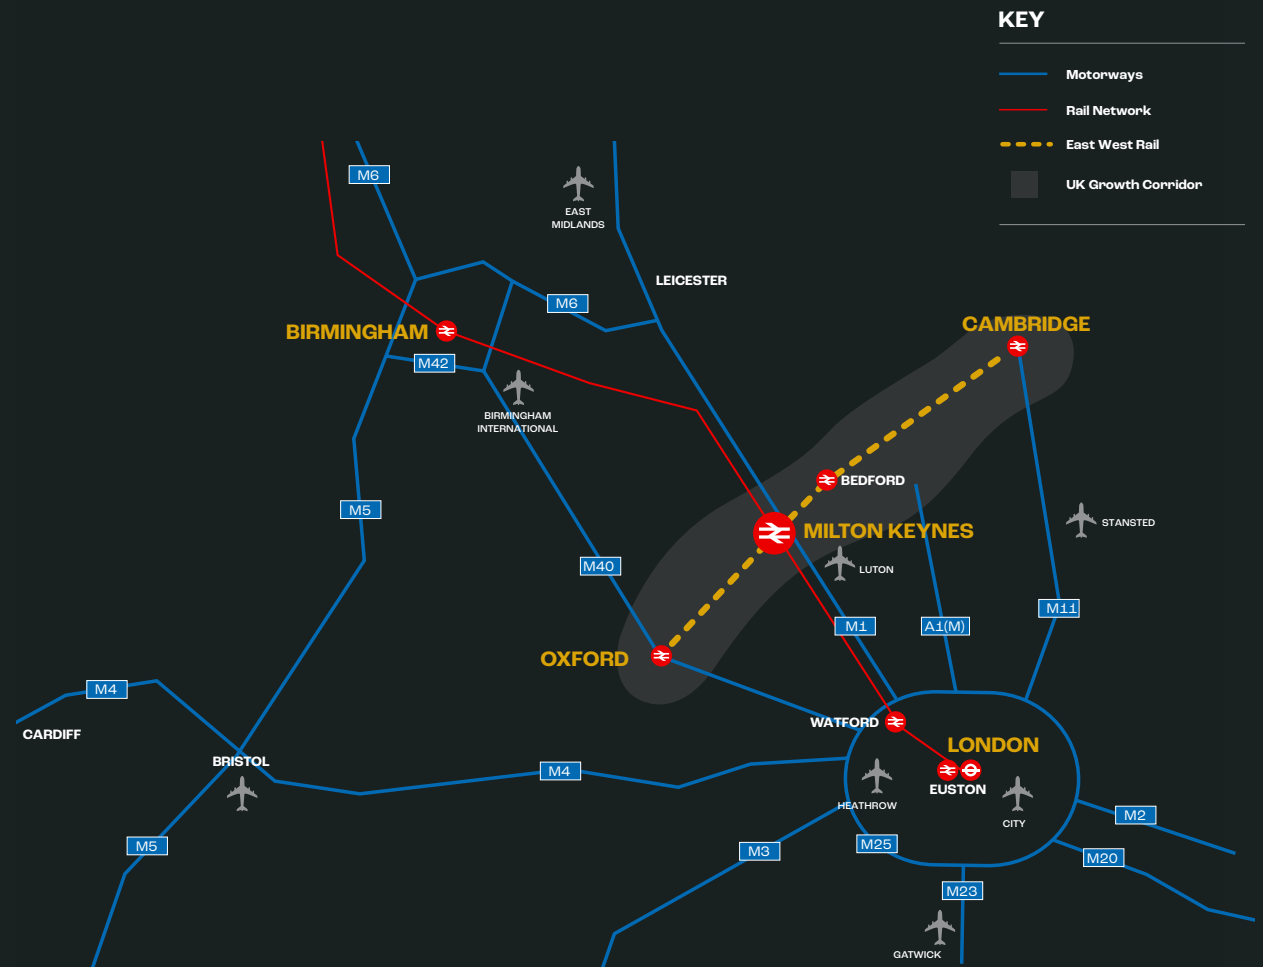 KEY
Motorways
Rail Network
East West Rail
UK Growth Corridor
M6
EAST
MIDLANDS
LEICESTER
M6
CAMBRIDGE
BIRMINGHAM
M42
BIRMINGHAM
INTERNATIONAL
BEDFORD
M5
STANSTED
MILTON KEYNES
M40
LUTON
M11
M1
A1(M)
OXFORD
M4
WATFORD
CARDIFF
LONDON
BRISTOL
M4
EUSTON
HEATHROW
CITY
M2
M5
M25
M3
M20
M23
GATWICK